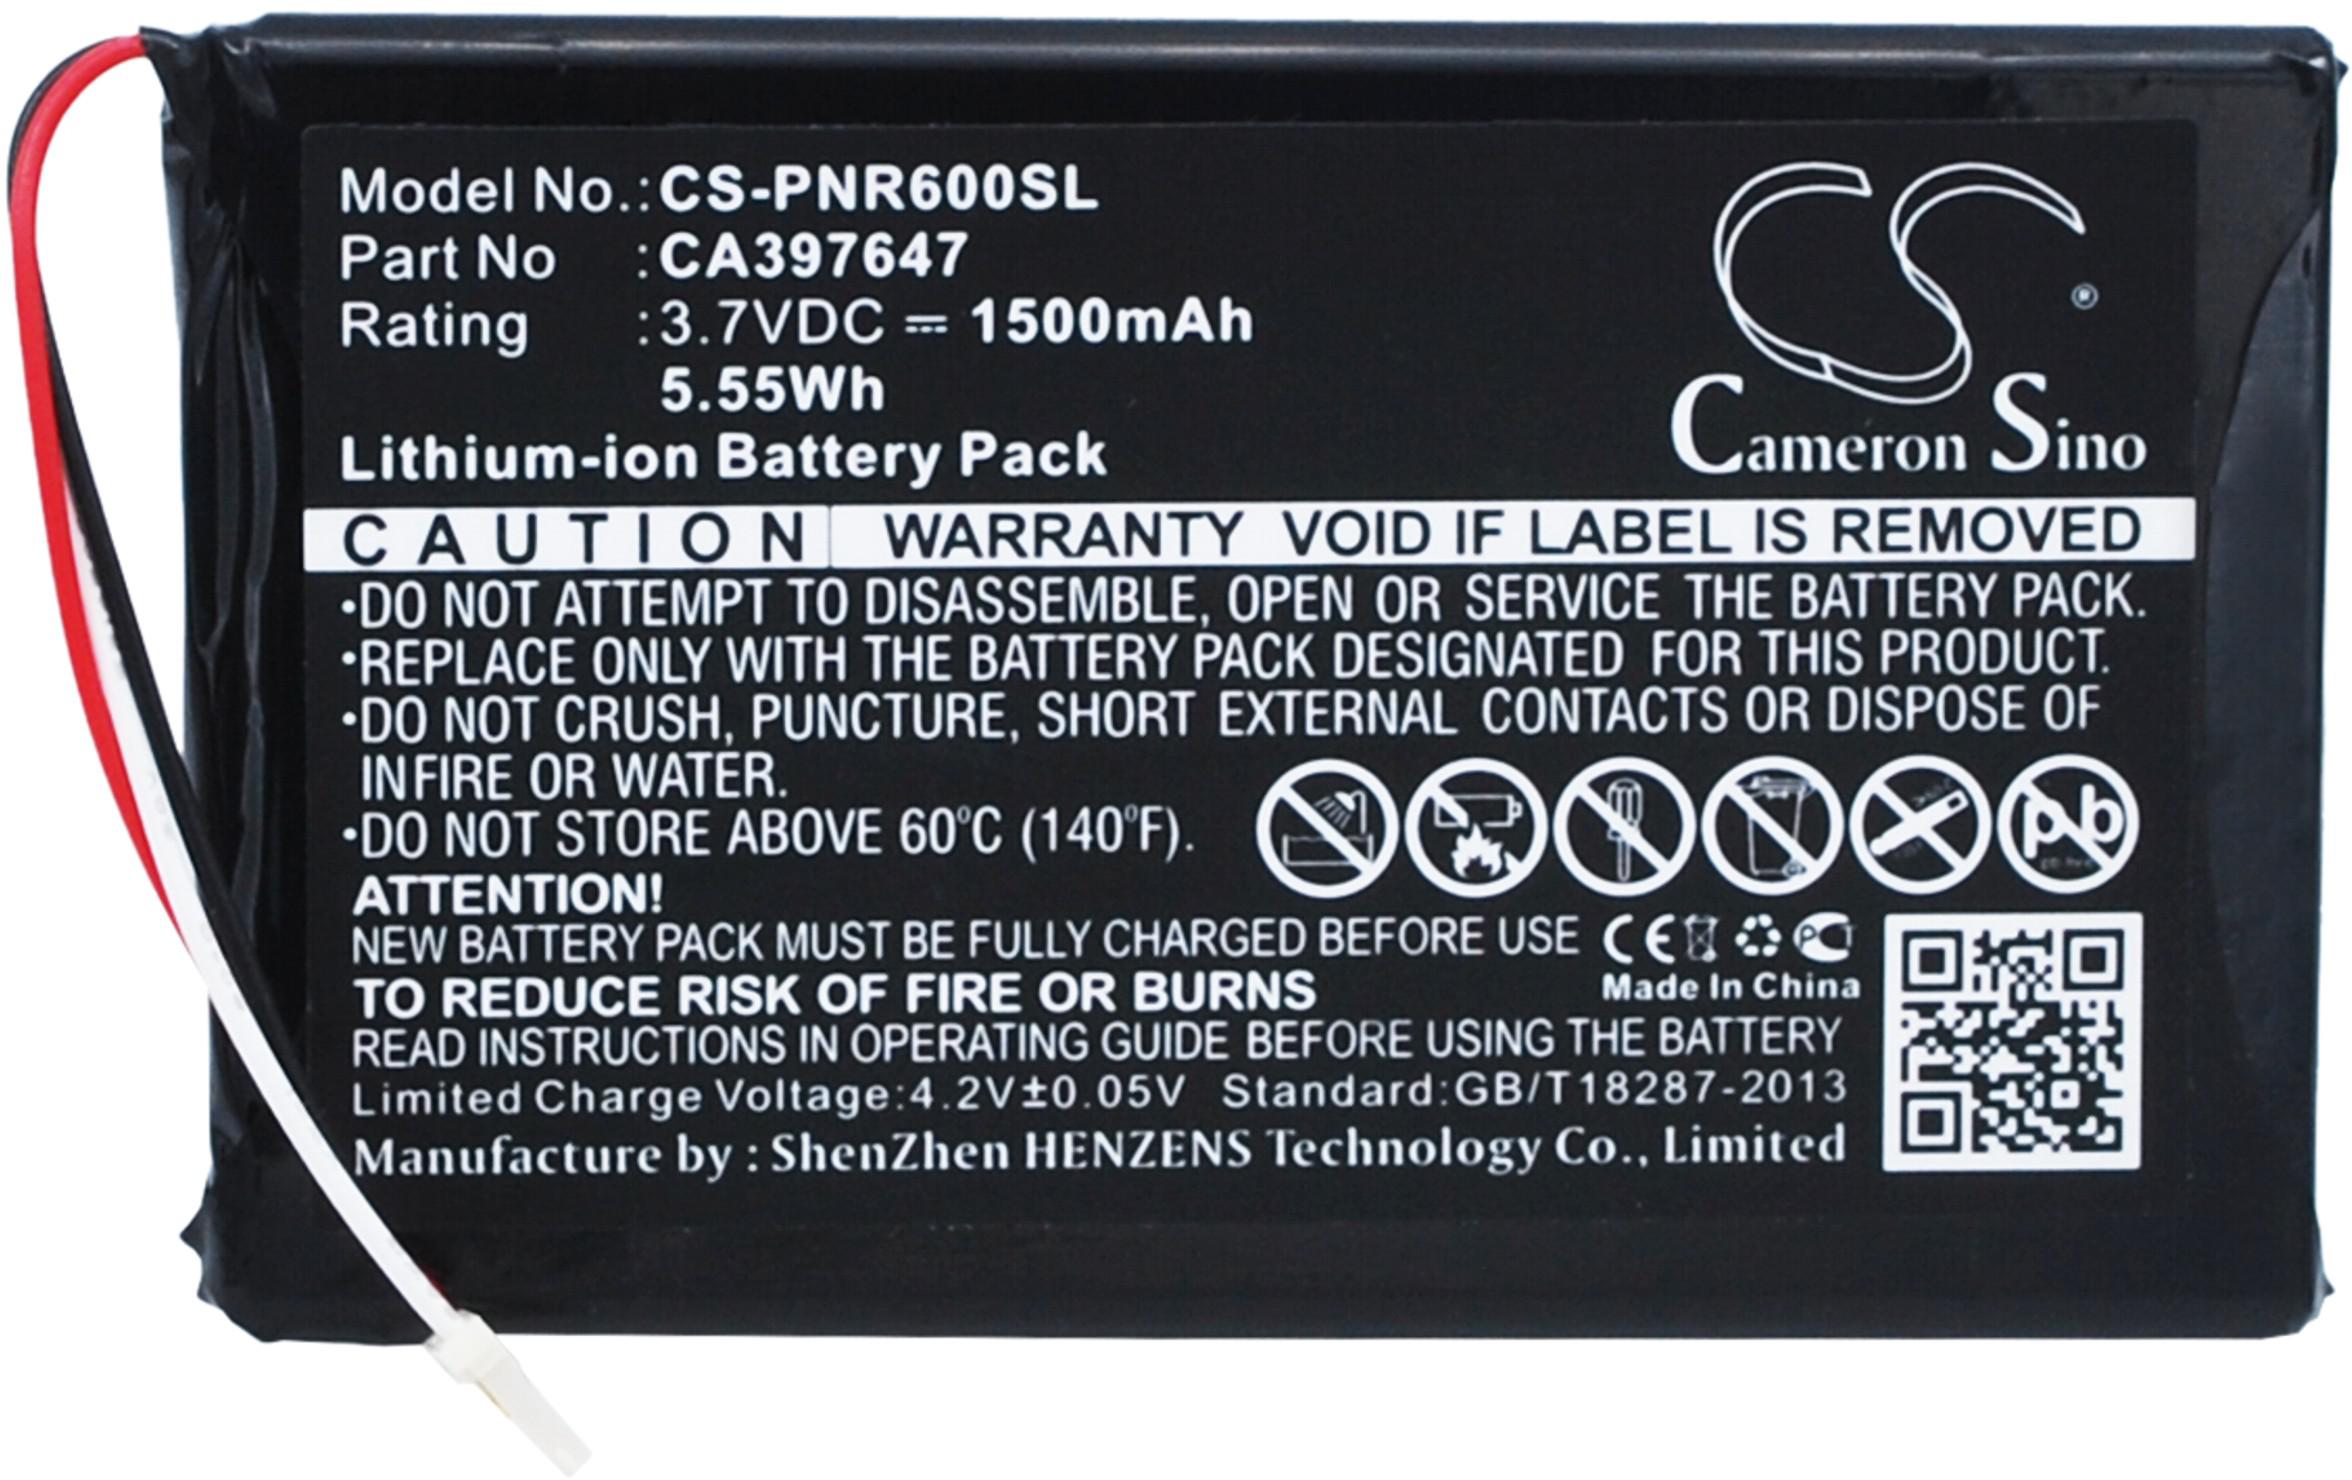 Model No.:CS-PNR600SL
Part No :CA397647
Rating :3.7VDC ⎓ 1500mAh
5.55Wh
Lithium-ion Battery Pack
CS ®
Cameron Sino
CAUTION WARRANTY VOID IF LABEL IS REMOVED
•DO NOT ATTEMPT TO DISASSEMBLE, OPEN OR SERVICE THE BATTERY PACK.
•REPLACE ONLY WITH THE BATTERY PACK DESIGNATED FOR THIS PRODUCT.
•DO NOT CRUSH, PUNCTURE, SHORT EXTERNAL CONTACTS OR DISPOSE OF
INFIRE OR WATER.
•DO NOT STORE ABOVE 60°C (140°F).
pb
ATTENTION!
NEW BATTERY PACK MUST BE FULLY CHARGED BEFORE USE CE PC
Made In China
TO REDUCE RISK OF FIRE OR BURNS
READ INSTRUCTIONS IN OPERATING GUIDE BEFORE USING THE BATTERY
Limited Charge Voltage:4.2V±0.05V Standard:GB/T18287-2013
Manufacture by : ShenZhen HENZENS Technology Co., Limited